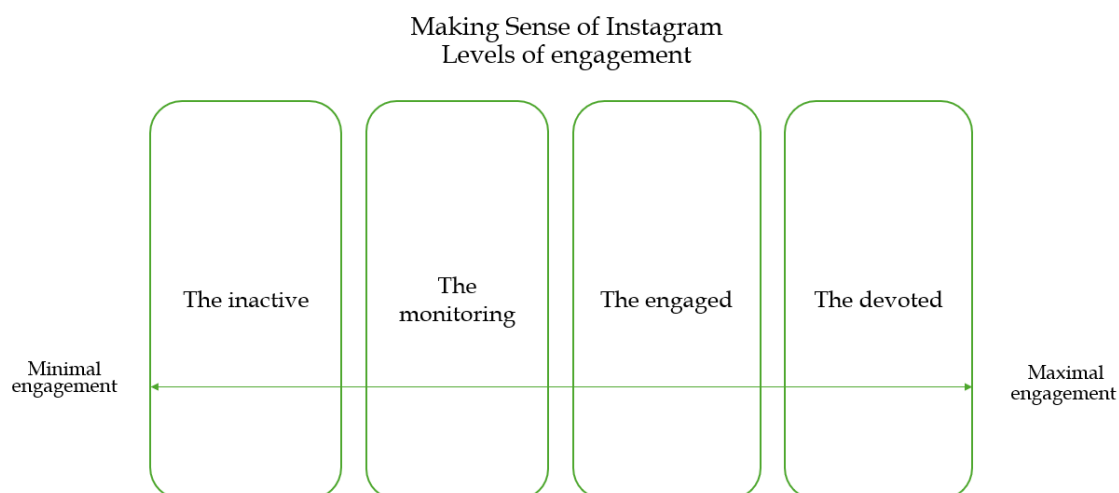 Making Sense of Instagram
Levels of engagement
The inactive
The
monitoring
The engaged
The devoted
Minimal
engagement
Maximal
engagement